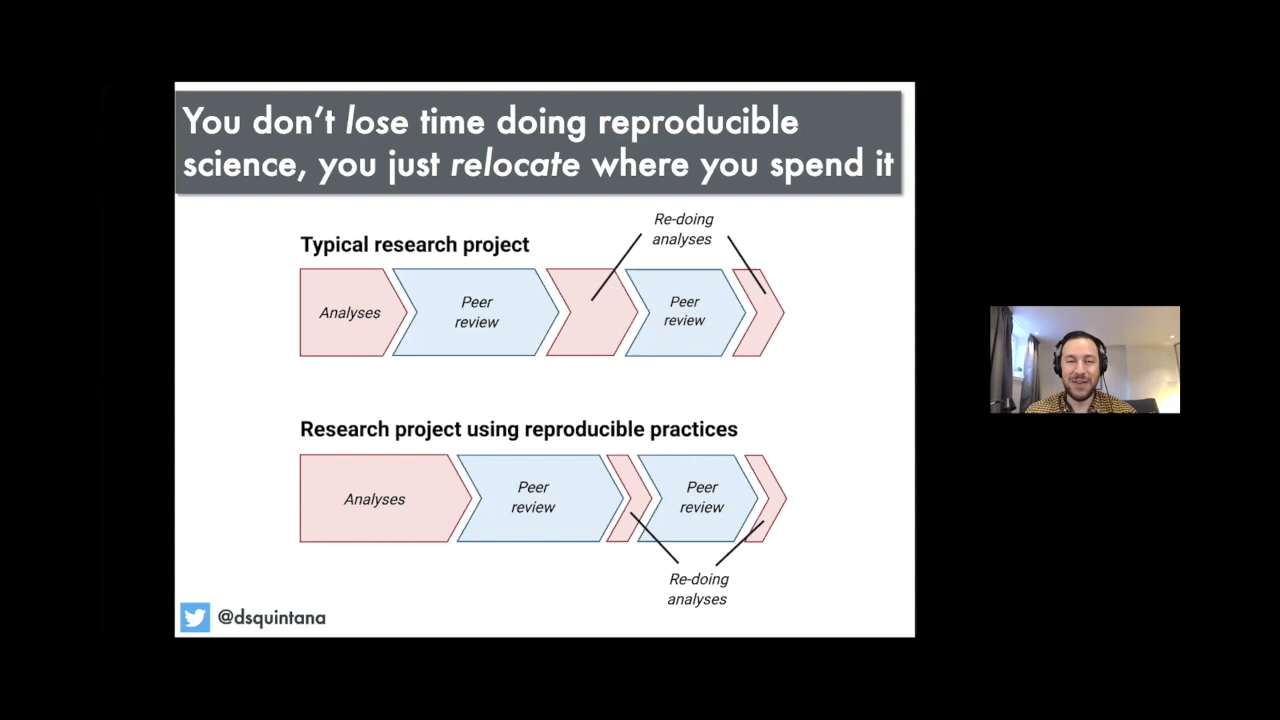 You don't lose time doing reproducible
science, you just relocate where you spend it
Re-doing
analyses
Typical research project
Analyses
Peer
review
Peer
review
Research project using reproducible practices
Analyses
Peer
review
Peer
review
Re-doing
analyses
@dsquintana